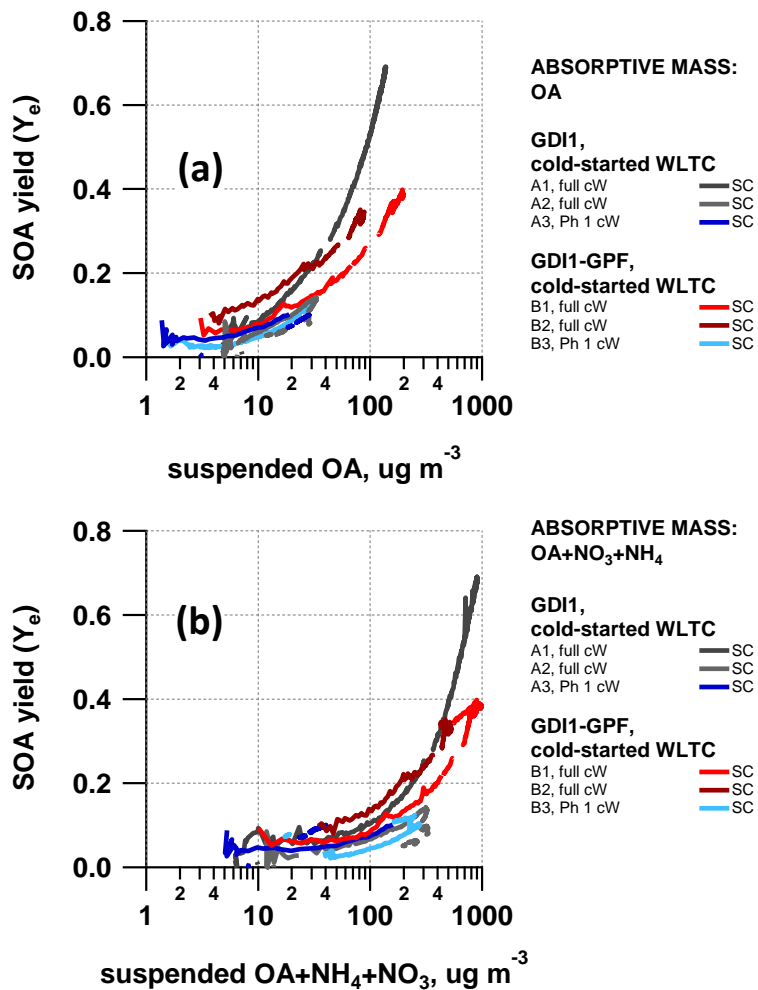 0.8
0.6
0.4
0.2
0.0
SOA yield (Yₑ)
(a)
1
2
4
10
2
4
100
2
4
1000
suspended OA, ug m⁻³
ABSORPTIVE MASS:
OA
GDI1,
cold-started WLTC
A1, full cW SC
A2, full cW SC
A3, Ph 1 cW SC
GDI1-GPF,
cold-started WLTC
B1, full cW SC
B2, full cW SC
B3, Ph 1 cW SC
0.8
0.6
0.4
0.2
0.0
SOA yield (Yₑ)
(b)
1
2
4
10
2
4
100
2
4
1000
suspended OA+NH₄+NO₃, ug m⁻³
ABSORPTIVE MASS:
OA+NO₃+NH₄
GDI1,
cold-started WLTC
A1, full cW SC
A2, full cW SC
A3, Ph 1 cW SC
GDI1-GPF,
cold-started WLTC
B1, full cW SC
B2, full cW SC
B3, Ph 1 cW SC